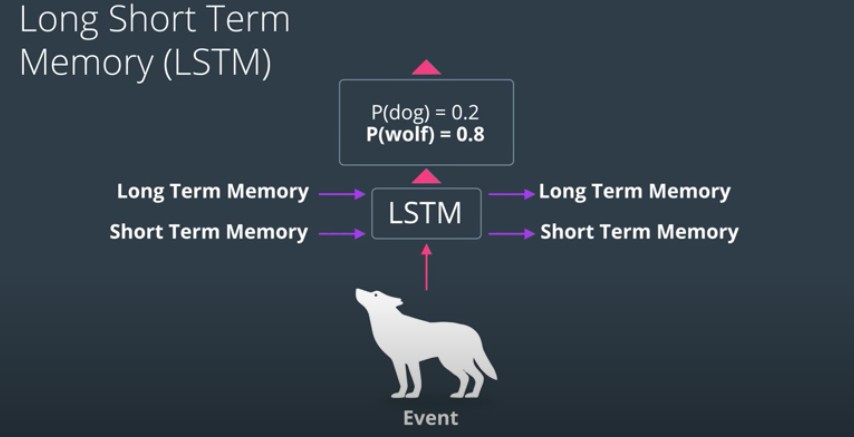 Long Short Term
Memory (LSTM)
P(dog) = 0.2
P(wolf) = 0.8
Long Term Memory
LSTM
Long Term Memory
Short Term Memory
Short Term Memory
Event